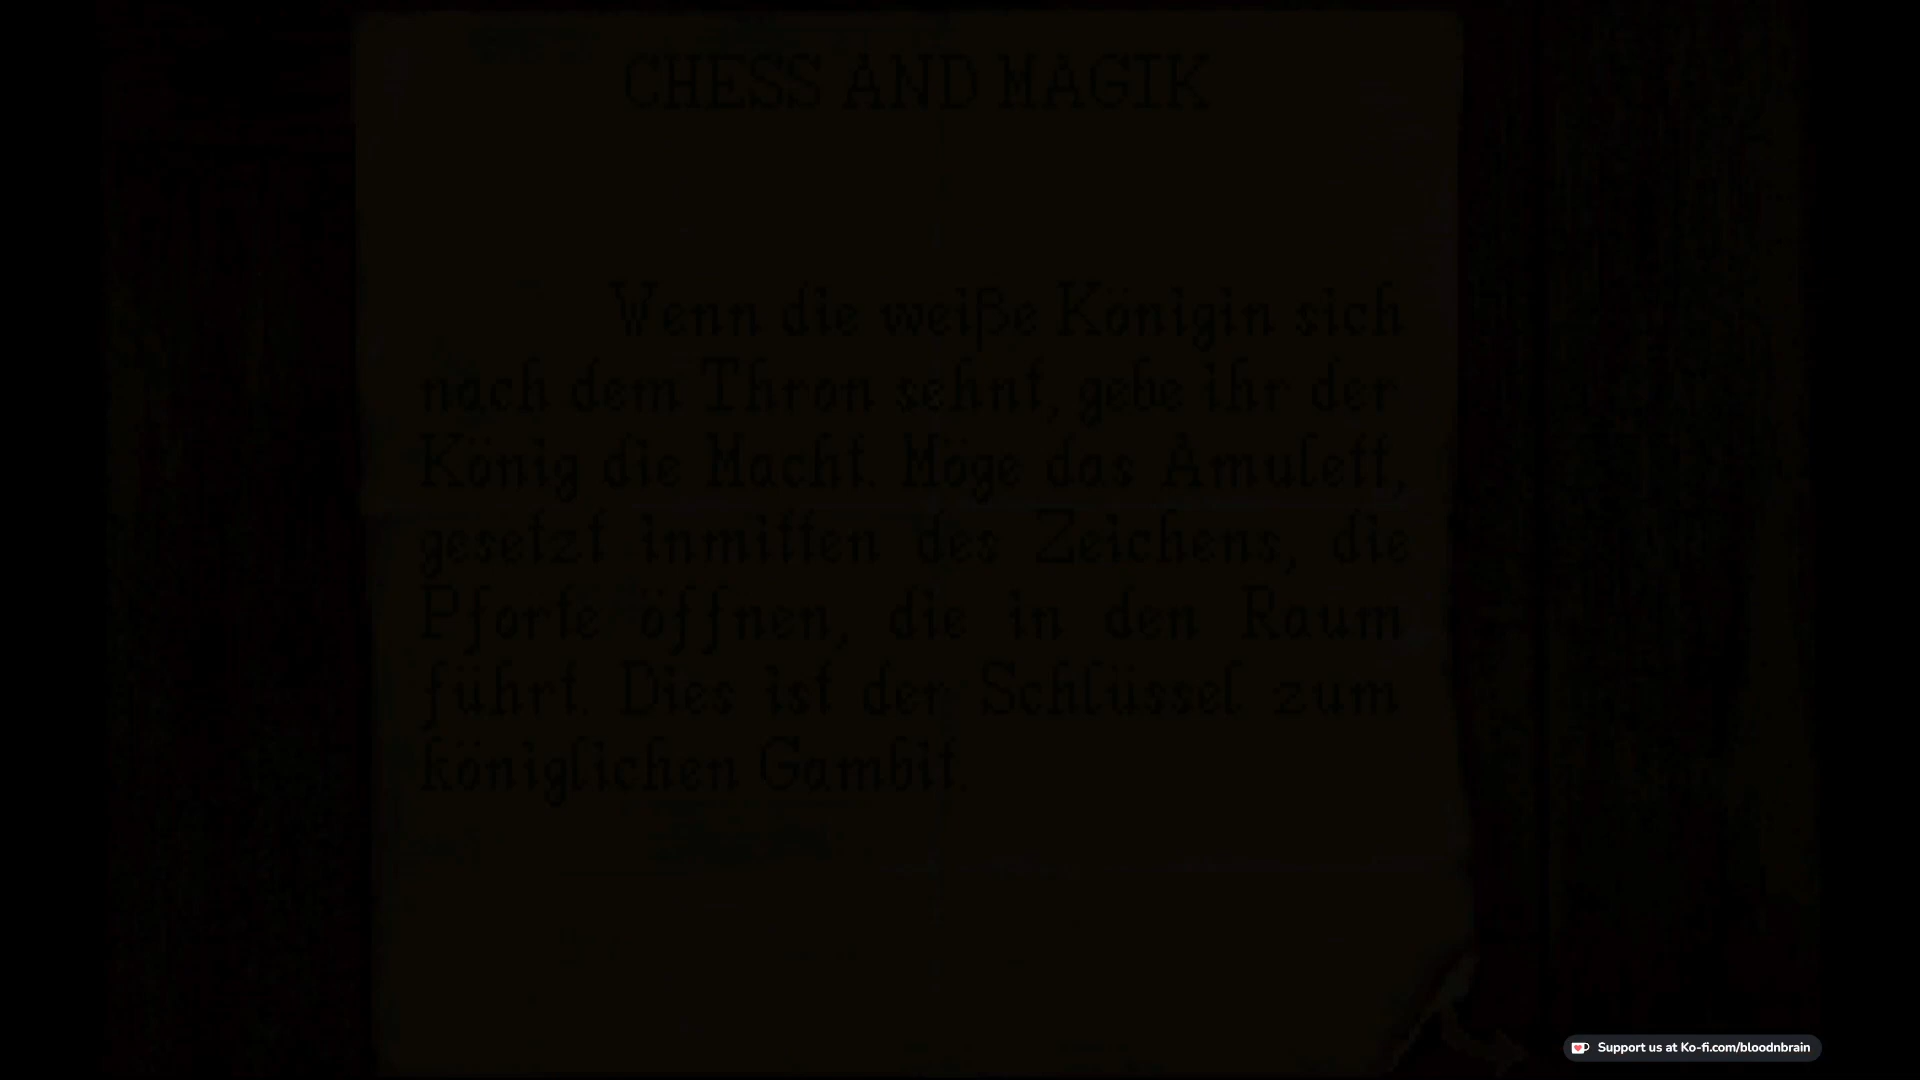 CHESS AND MAGIK
Wenn die weiße Königin sich
nach dem Thron sehnt, gebe ihr der
König die Macht. Möge das Amulett,
gesetzt inmitten des Zeichens, die
Pforte öffnen, die in den Raum
führt. Dies ist der Schlüssel zum
königlichen Gambit.
Support us at Ko-fi.com/bloodnbrain